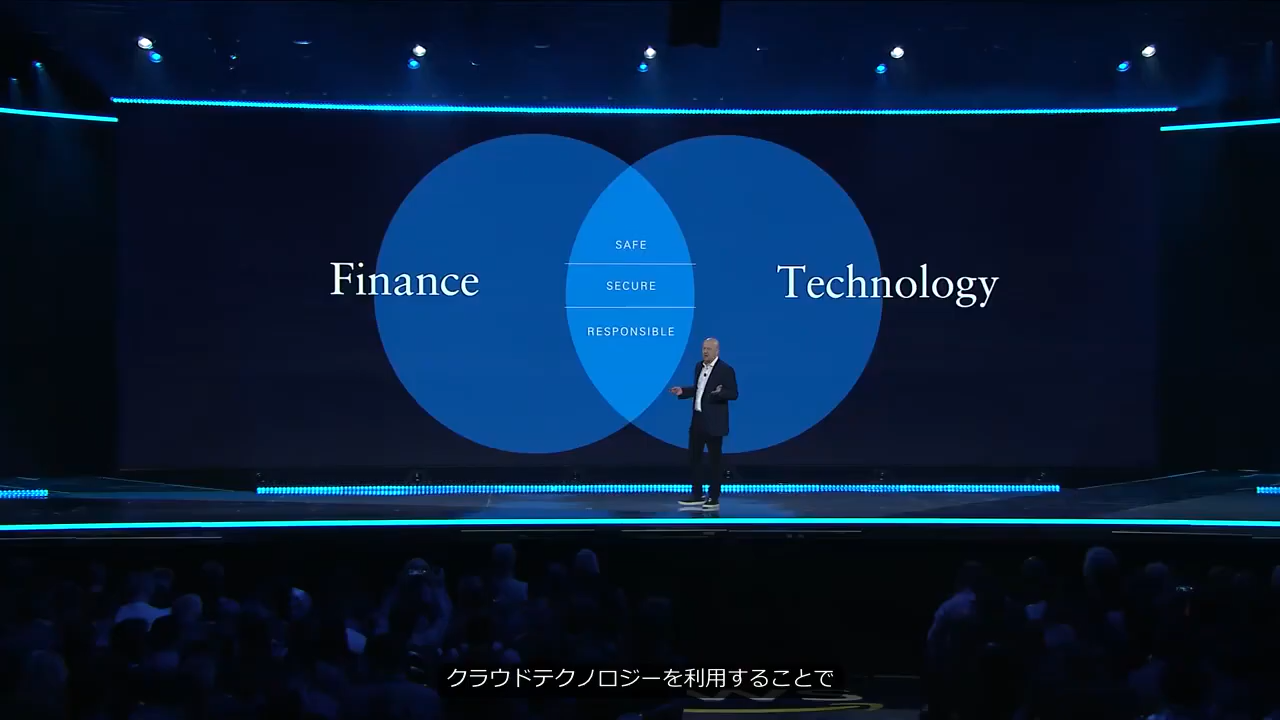 Finance
SAFE
SECURE
RESPONSIBLE
Technology
クラウドテクノロジーを利用することで